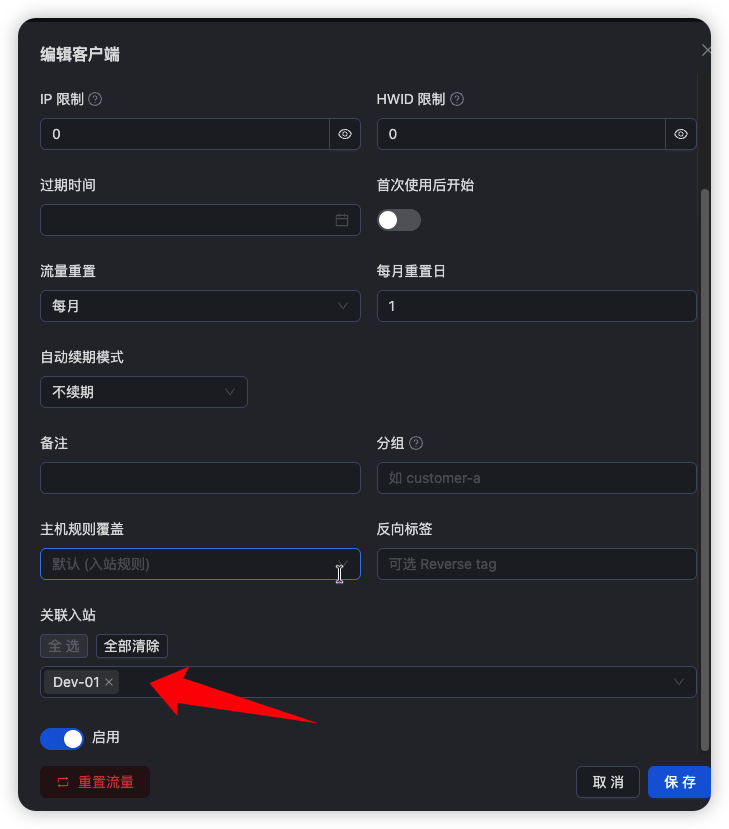 编辑客户端
IP 限制
HWID 限制
0
0
过期时间
首次使用后开始
流量重置
每月重置日
每月
1
自动续期模式
不续期
备注
分组
如 customer-a
主机规则覆盖
反向标签
默认 (入站规则)
可选 Reverse tag
关联入站
全选
全部清除
Dev-01
启用
重置流量
取消
保存